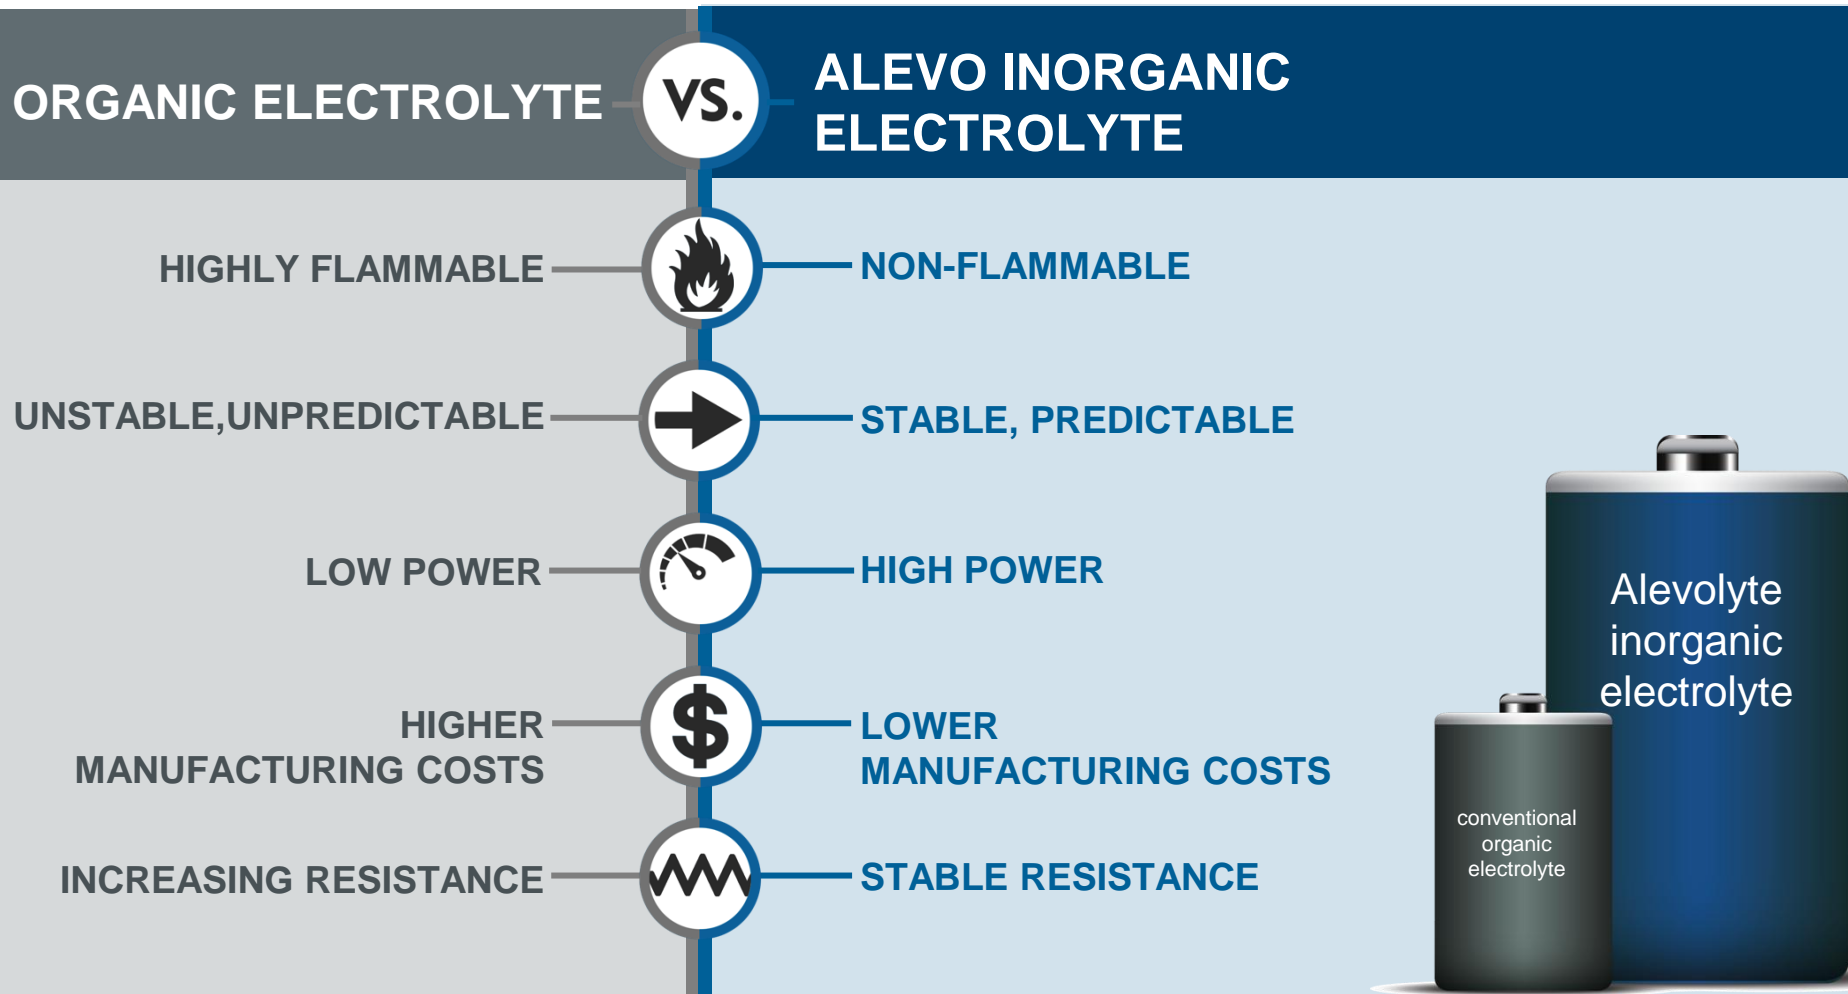 ORGANIC ELECTROLYTE
VS.
ALEVO INORGANIC
ELECTROLYTE
HIGHLY FLAMMABLE
NON-FLAMMABLE
UNSTABLE,UNPREDICTABLE
STABLE, PREDICTABLE
LOW POWER
HIGH POWER
HIGHER
MANUFACTURING COSTS
$
LOWER
MANUFACTURING COSTS
INCREASING RESISTANCE
STABLE RESISTANCE
Alevolyte
inorganic
electrolyte
conventional
organic
electrolyte